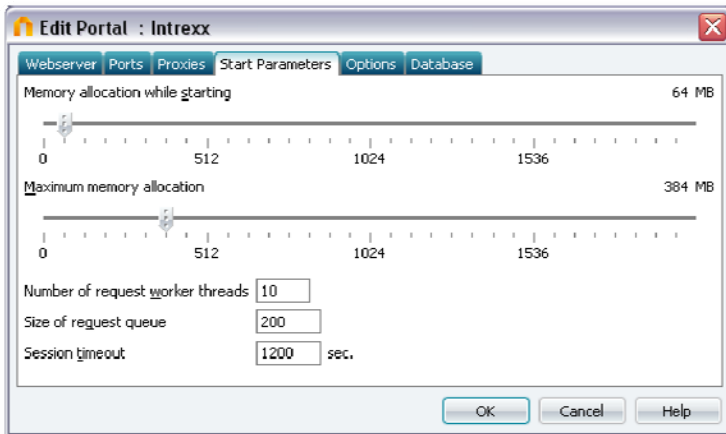 Edit Portal : Intrexx
Webserver Ports Proxies Start Parameters Options Database
Memory allocation while starting 64 MB
0 512 1024 1536
Maximum memory allocation 384 MB
0 512 1024 1536
Number of request worker threads 10
Size of request queue 200
Session timeout 1200 sec.
OK Cancel Help